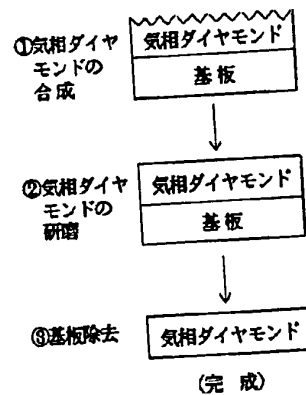 ①気相ダイヤ
モンドの
合成
気相ダイヤモンド
基板
②気相ダイヤ
モンドの
研磨
気相ダイヤモンド
基板
③基板除去
気相ダイヤモンド
(完 成)